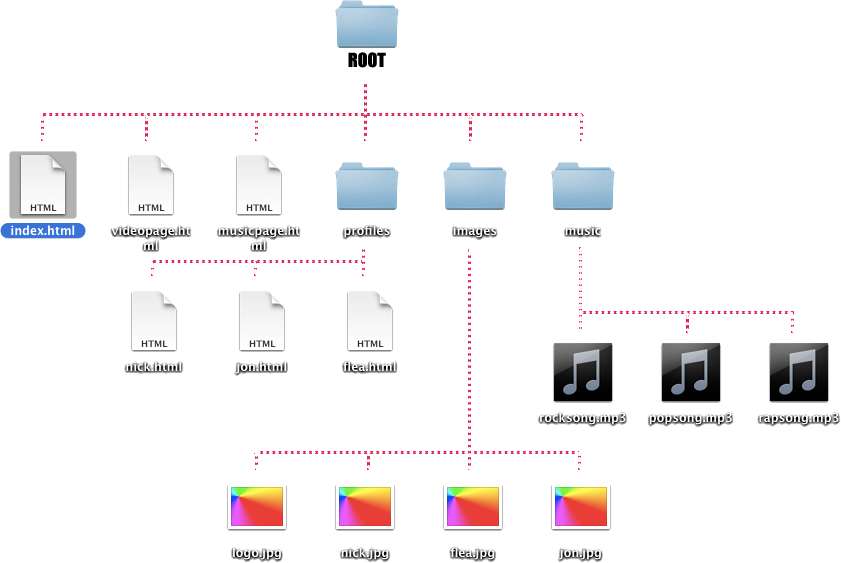 ROOT
HTML
HTML
HTML
index.html
videopage.ht
ml
musicpage.ht
ml
profiles
images
music
HTML
HTML
HTML
nick.html
jon.html
flea.html
rocksong.mp3
popsong.mp3
rapsong.mp3
logo.jpg
nick.jpg
flea.jpg
jon.jpg